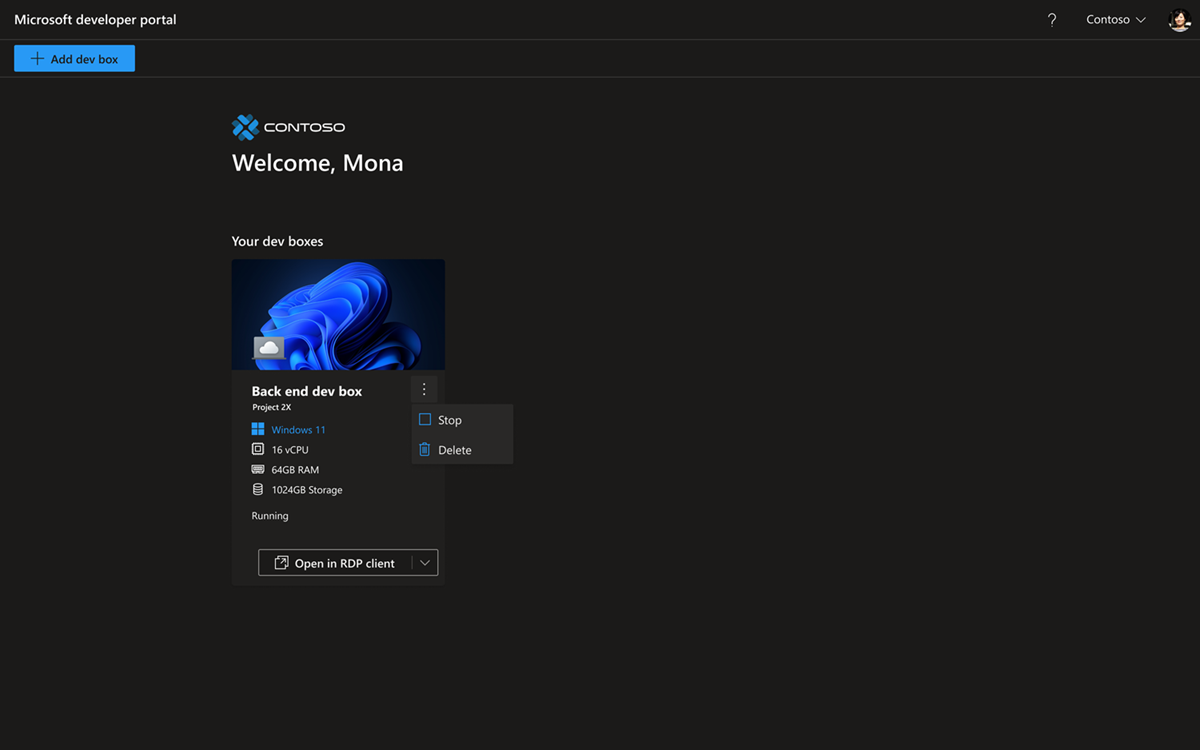 Microsoft developer portal
? Contoso
Add dev box
CONTOSO
Welcome, Mona
Your dev boxes
Back end dev box
Project 2X
Stop
Windows 11
16 vCPU
Delete
64GB RAM
1024GB Storage
Running
Open in RDP client